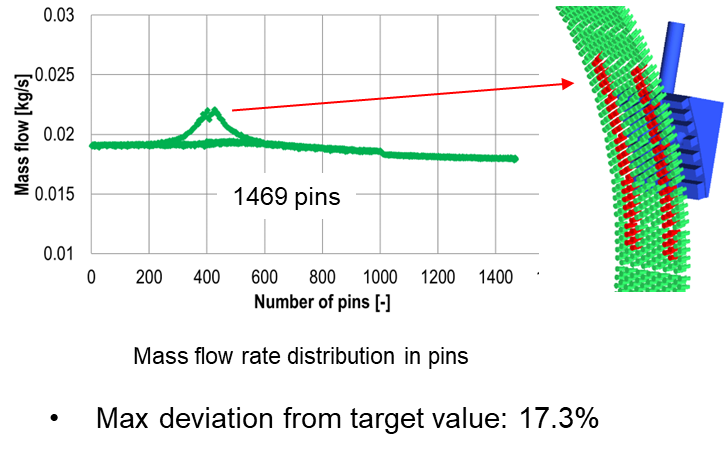 0.03
0.025
0.02
0.015
0.01
Mass flow [kg/s]
1469 pins
0 200 400 600 800 1000 1200 1400
Number of pins [-]
Mass flow rate distribution in pins
• Max deviation from target value: 17.3%